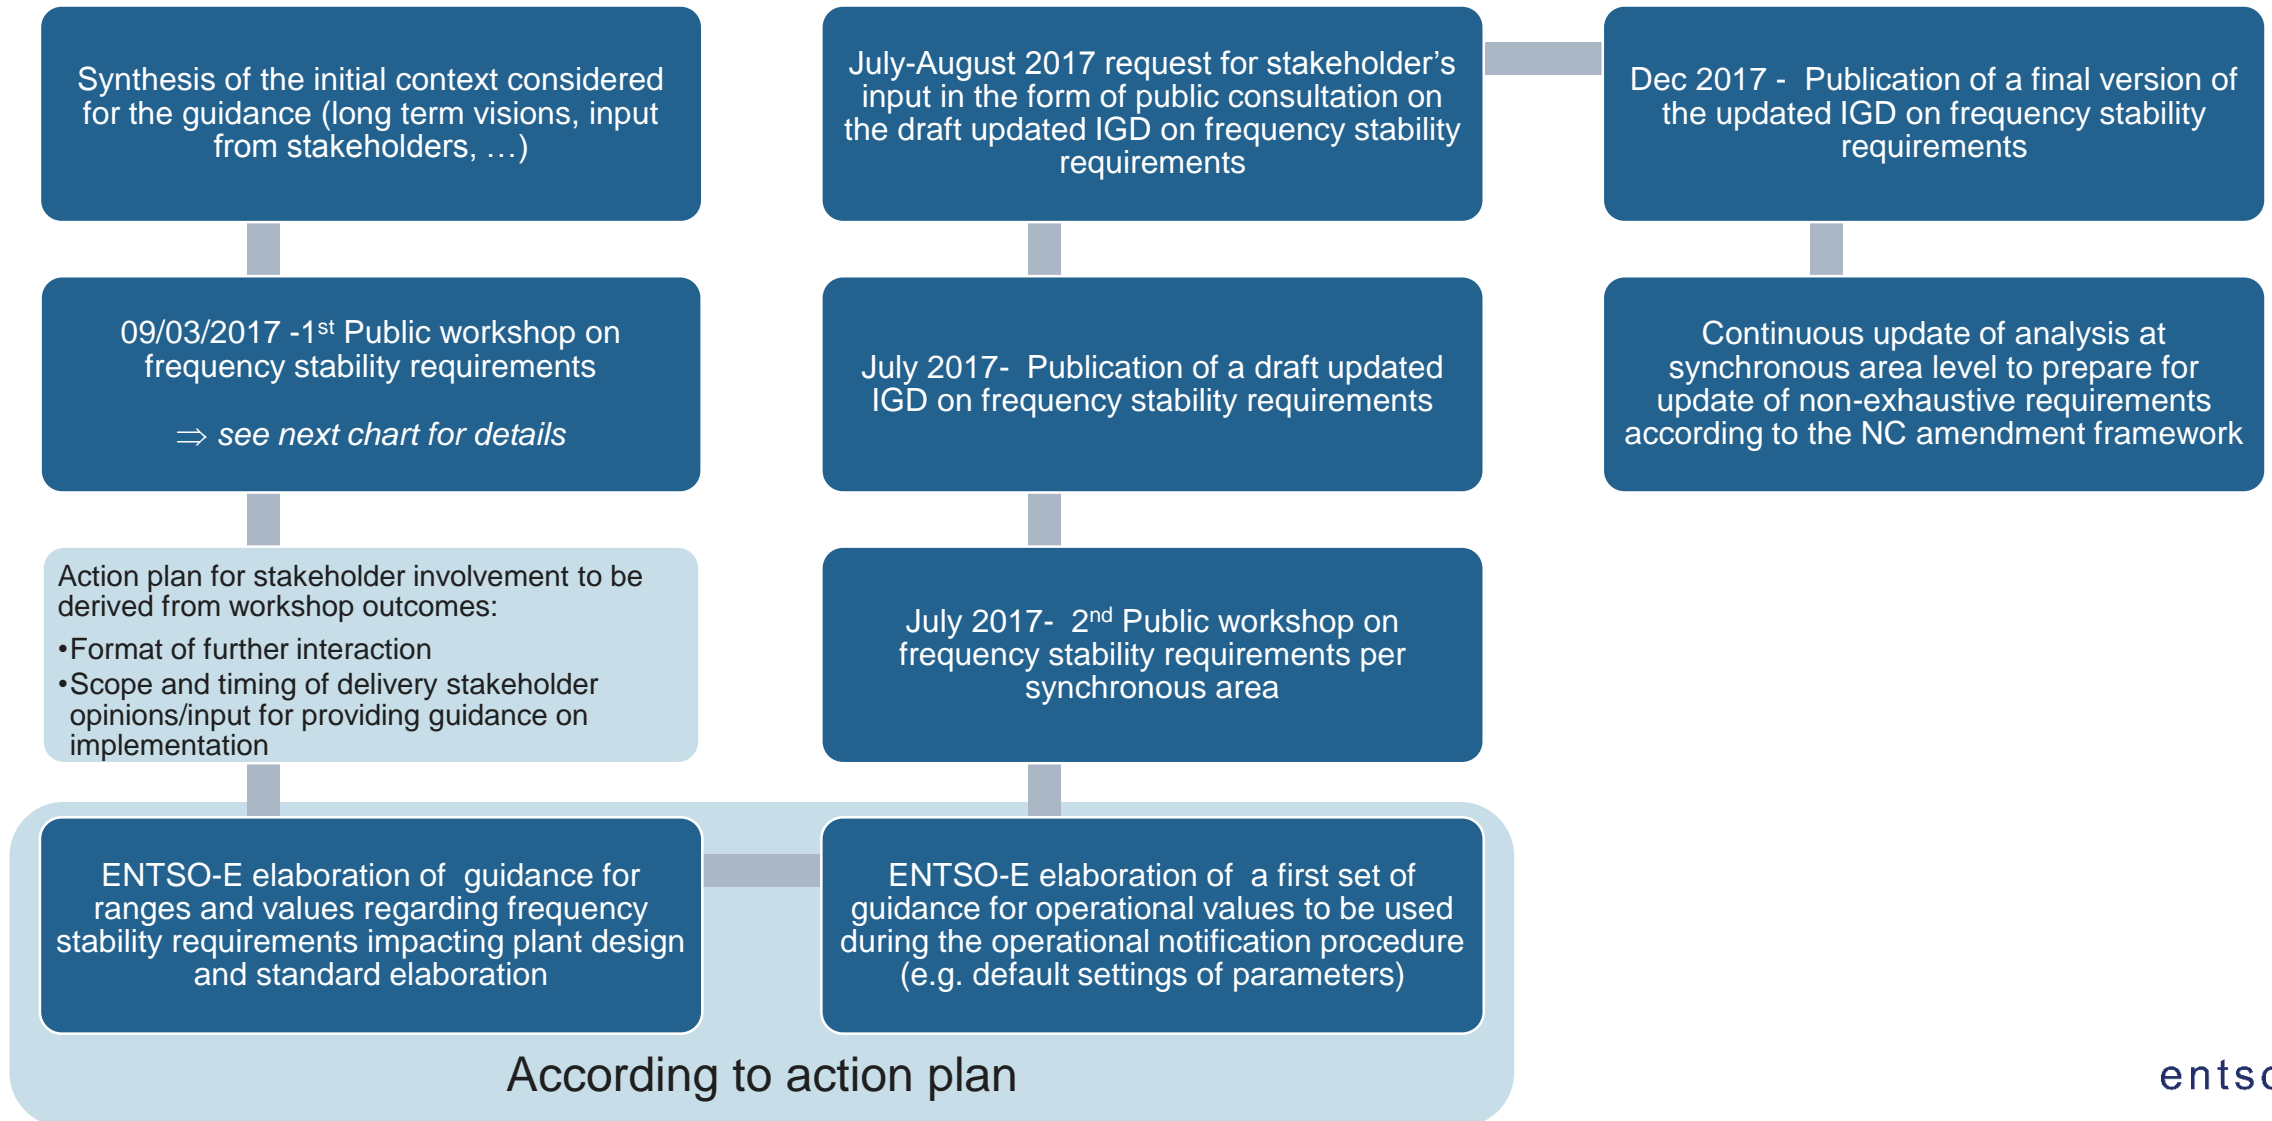 Synthesis of the initial context considered
for the guidance (long term visions, input
from stakeholders, …)
09/03/2017 -1st Public workshop on
frequency stability requirements
⇒ see next chart for details
Action plan for stakeholder involvement to be
derived from workshop outcomes:
•Format of further interaction
•Scope and timing of delivery stakeholder
opinions/input for providing guidance on
implementation
ENTSO-E elaboration of  guidance for
ranges and values regarding frequency
stability requirements impacting plant design
and standard elaboration
ENTSO-E elaboration of  a first set of
guidance for operational values to be used
during the operational notification procedure
(e.g. default settings of parameters)
According to action plan
July 2017-  2nd Public workshop on
frequency stability requirements per
synchronous area
July 2017-  Publication of a draft updated
IGD on frequency stability requirements
July-August 2017 request for stakeholder’s
input in the form of public consultation on
the draft updated IGD on frequency stability
requirements
Dec 2017 -  Publication of a final version of
the updated IGD on frequency stability
requirements
Continuous update of analysis at
synchronous area level to prepare for
update of non-exhaustive requirements
according to the NC amendment framework